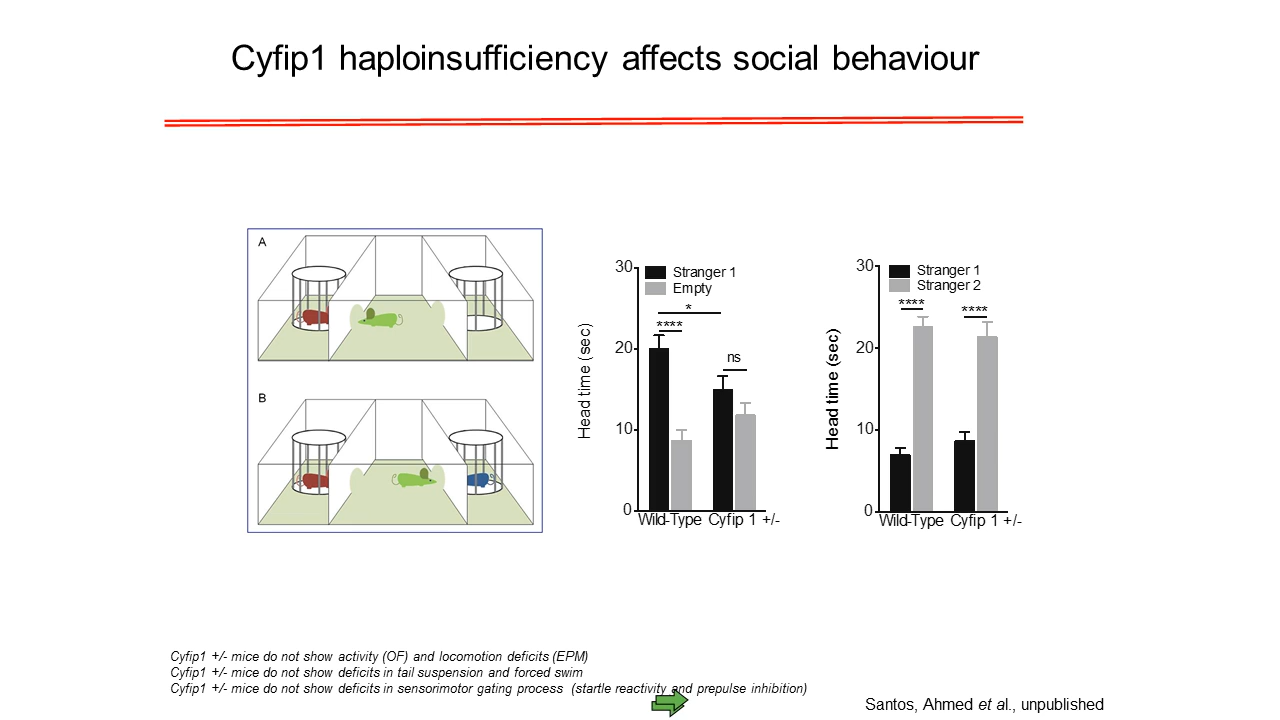 Cyfip1 haploinsufficiency affects social behaviour
A
B
30
20
10
0
Head time (sec)
Stranger 1
Empty
*
****
ns
Wild-Type Cyfip 1 +/-
30
20
10
0
Head time (sec)
Stranger 1
Stranger 2
**** ****
Wild-Type Cyfip 1 +/-
Cyfip1 +/- mice do not show activity (OF) and locomotion deficits (EPM)
Cyfip1 +/- mice do not show deficits in tail suspension and forced swim
Cyfip1 +/- mice do not show deficits in sensorimotor gating process (startle reactivity and prepulse inhibition)
Santos, Ahmed et al., unpublished